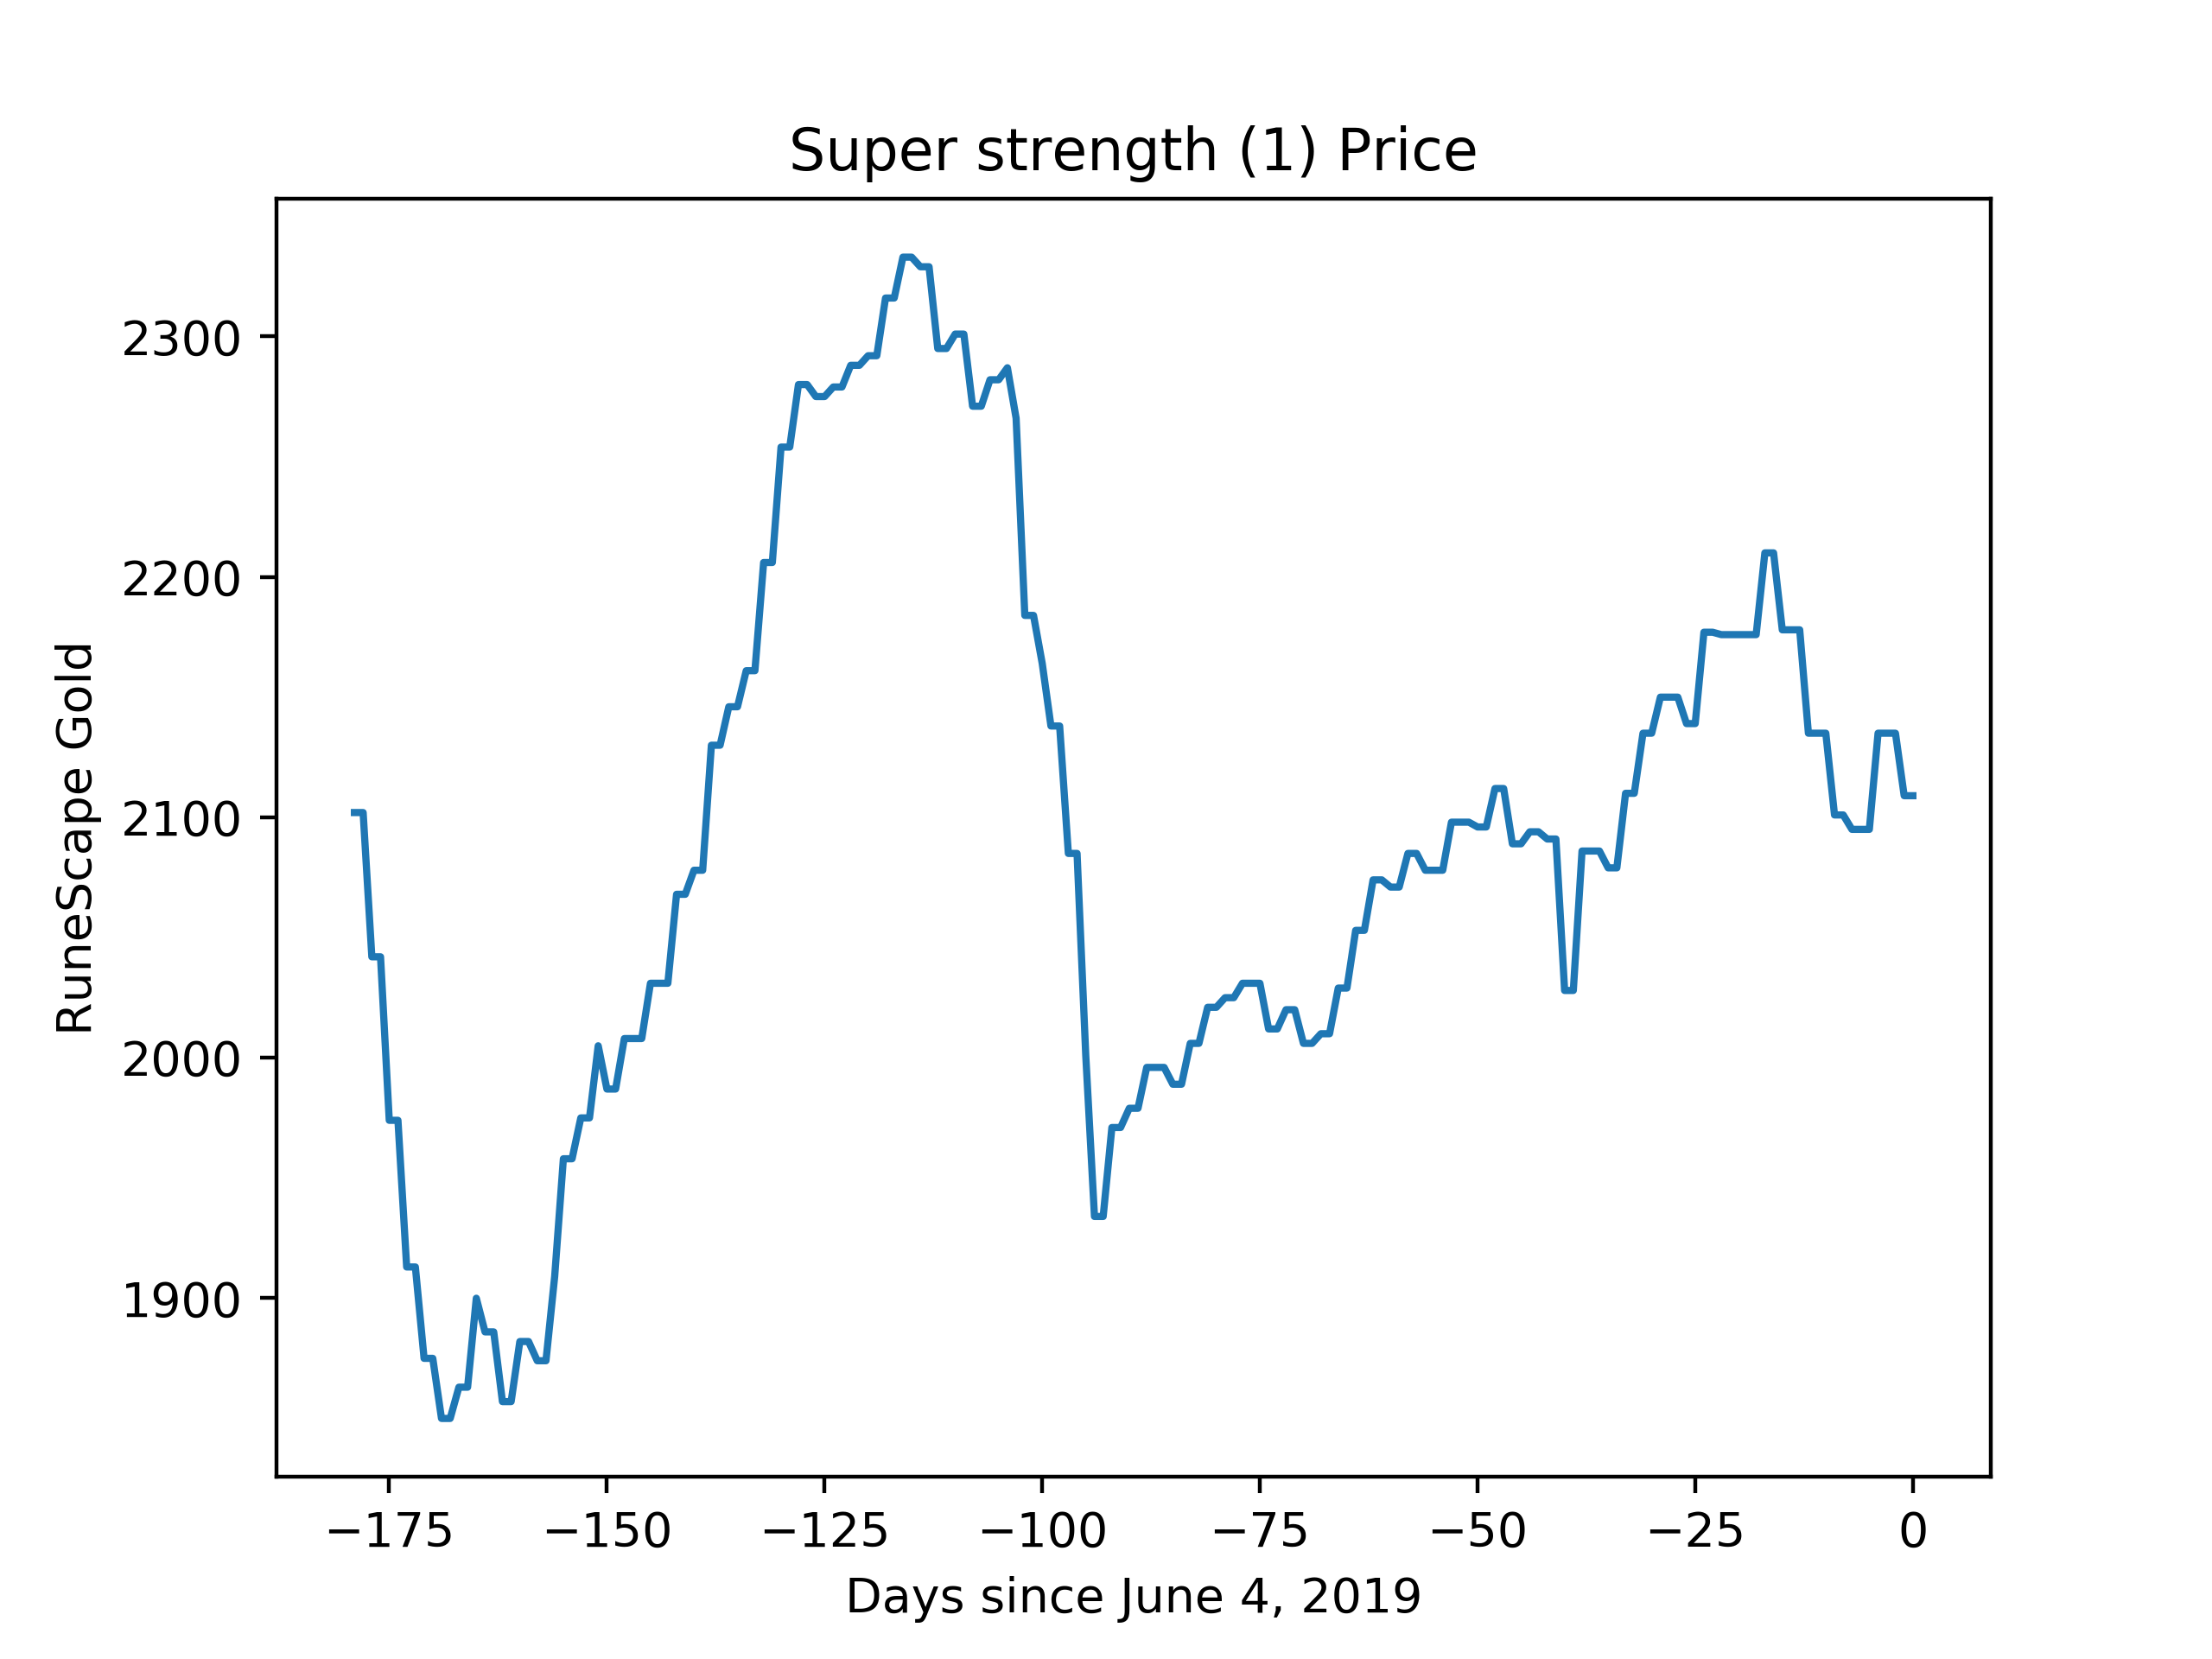 Super strength (1) Price
RuneScape Gold
2300
2200
2100
2000
1900
−175 −150 −125 −100 −75 −50 −25 0
Days since June 4, 2019